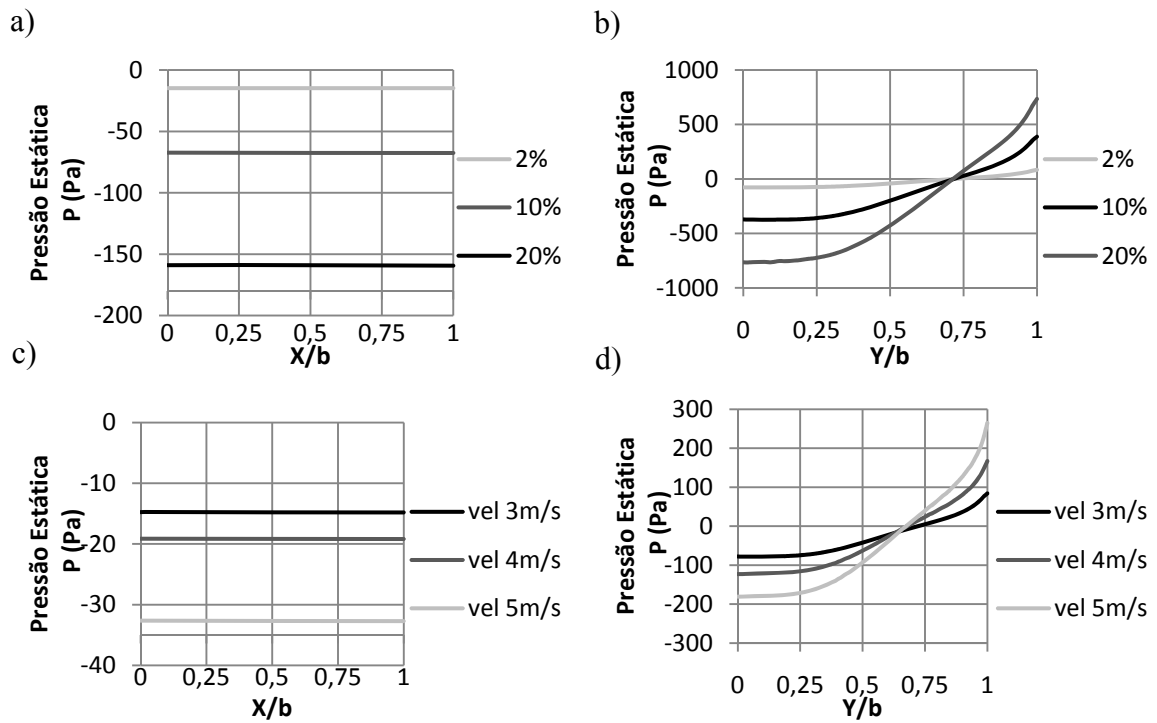 a)
Pressão Estática
P (Pa)
0
-50
-100
-150
-200
0 0,25 0,5 0,75 1
X/b
2%
10%
20%
b)
Pressão Estática
P (Pa)
1000
500
0
-500
-1000
0 0,25 0,5 0,75 1
Y/b
2%
10%
20%
c)
Pressão Estática
P (Pa)
0
-10
-20
-30
-40
0 0,25 0,5 0,75 1
X/b
vel 3m/s
vel 4m/s
vel 5m/s
d)
Pressão Estática
P (Pa)
300
200
100
0
-100
-200
-300
0 0,25 0,5 0,75 1
Y/b
vel 3m/s
vel 4m/s
vel 5m/s